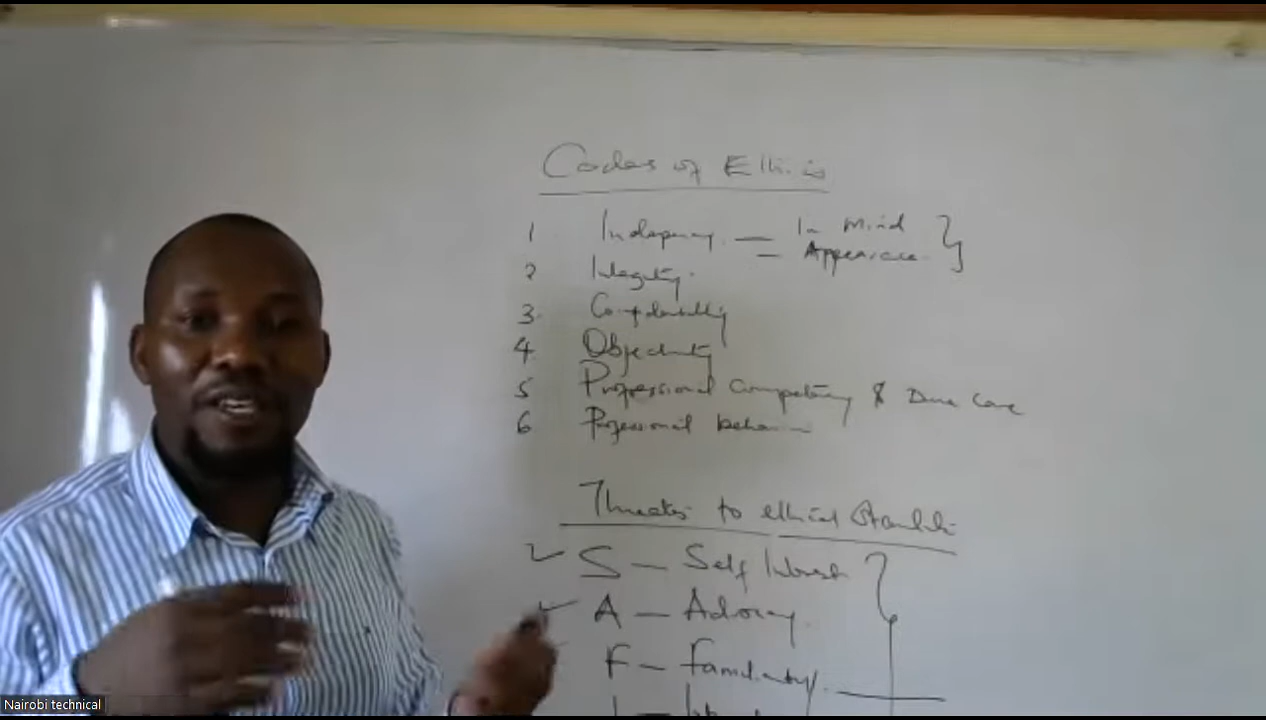 Codes of Ethics
1 Independency — In Mind
— Appearance
2 Integrity.
3. Confidentiality
4 Objectivity
5 Professional Competency & Due Care
6 Professional behavior
Threats to ethical Standards
S — Self Interest
A — Advocacy.
F — Familiarity
I —
Nairobi technical